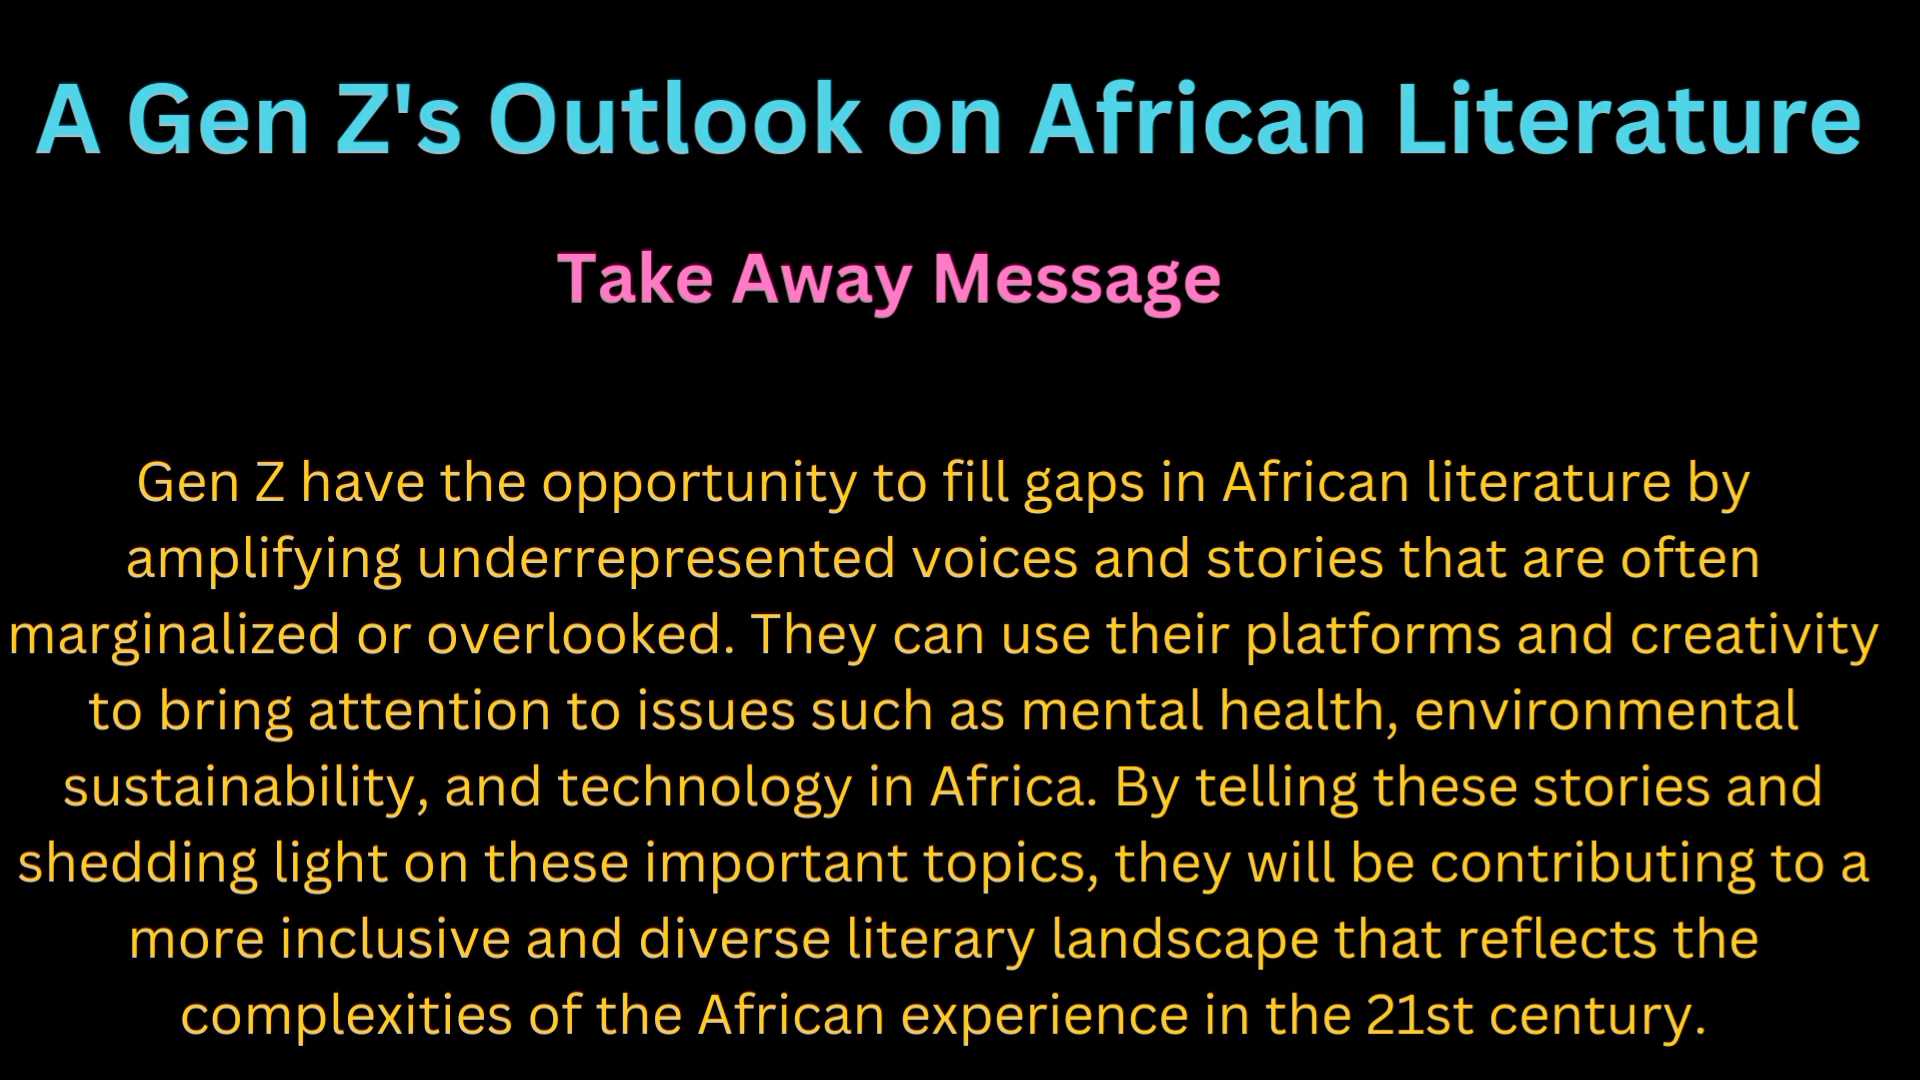 A Gen Z's Outlook on African Literature
Take Away Message
Gen Z have the opportunity to fill gaps in African literature by
amplifying underrepresented voices and stories that are often
marginalized or overlooked. They can use their platforms and creativity
to bring attention to issues such as mental health, environmental
sustainability, and technology in Africa. By telling these stories and
shedding light on these important topics, they will be contributing to a
more inclusive and diverse literary landscape that reflects the
complexities of the African experience in the 21st century.